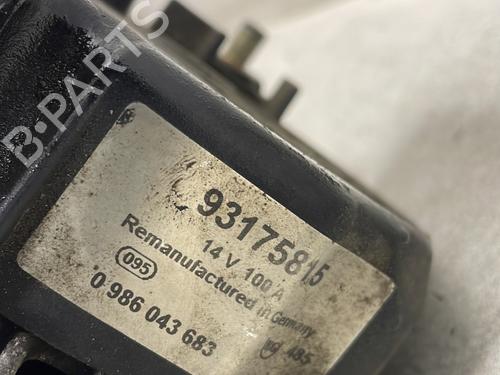 B-PARTS
93175815
14 V 100 A
Remanufactured in Germany
095
0 986 043 683
485